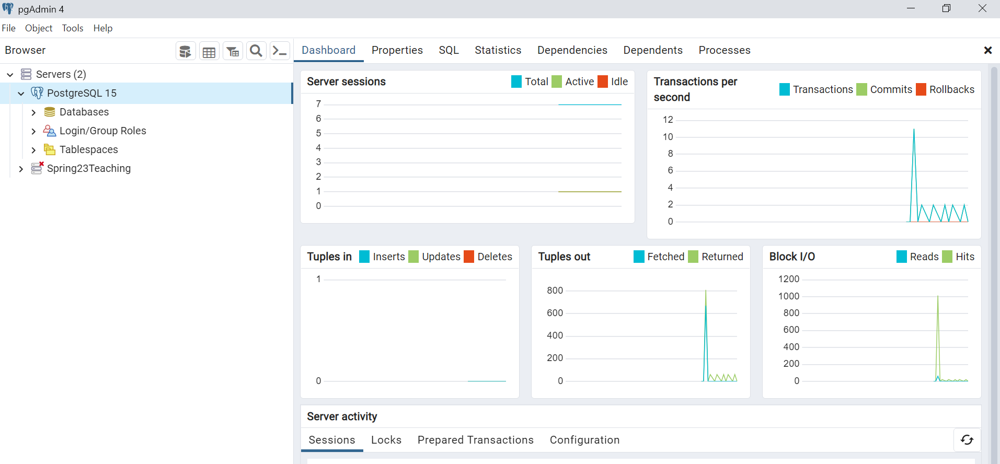 pgAdmin 4
File Object Tools Help
Browser
Dashboard Properties SQL Statistics Dependencies Dependents Processes
Servers (2)
PostgreSQL 15
Databases
Login/Group Roles
Tablespaces
Spring23Teaching
Server sessions
Total Active Idle
7
6
5
4
3
2
1
0
Transactions per
second
Transactions Commits Rollbacks
12
10
8
6
4
2
0
Tuples in
Inserts Updates Deletes
1
0
Tuples out
Fetched Returned
800
600
400
200
0
Block I/O
Reads Hits
1200
1000
800
600
400
200
0
Server activity
Sessions Locks Prepared Transactions Configuration